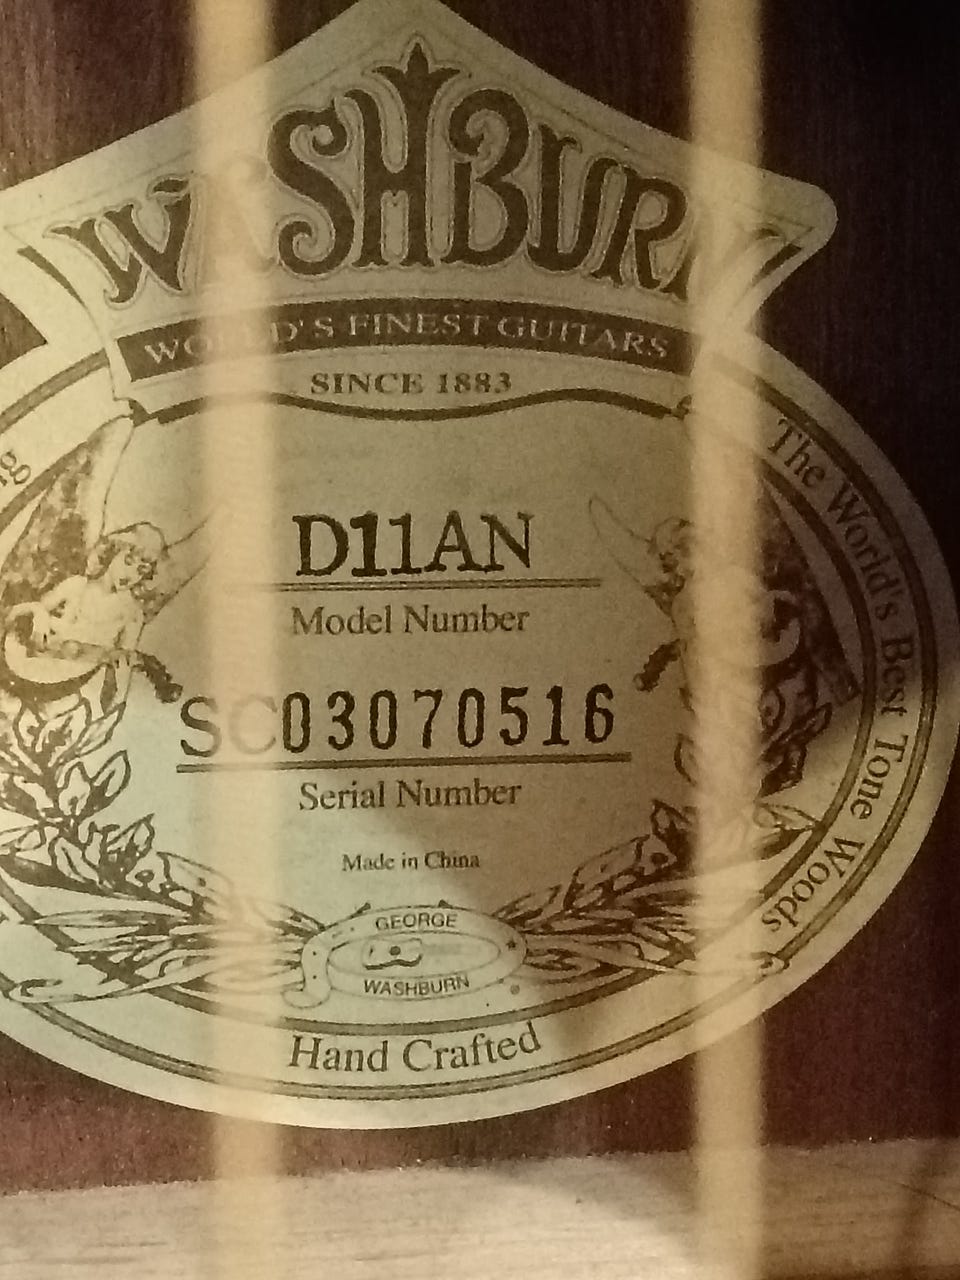 WASHBURN
WORLD'S FINEST GUITARS
SINCE 1883
The World's Best Tone Woods
D11AN
Model Number
SC03070516
Serial Number
Made in China
GEORGE
WASHBURN
Hand Crafted